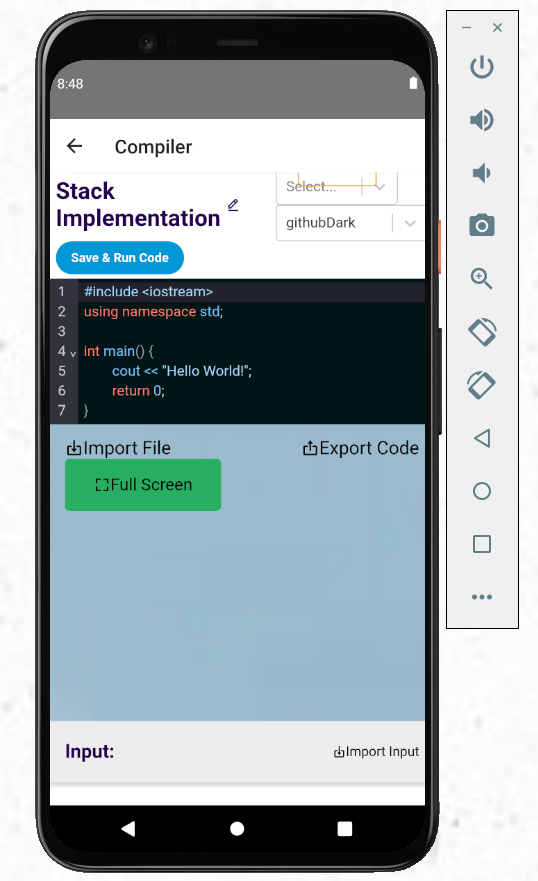 8:48
Compiler
Stack
Implementation
Select...
githubDark
Save & Run Code
1 #include <iostream>
2 using namespace std;
3
4 int main() {
5 cout << "Hello World!";
6 return 0;
7 }
Import File
Export Code
Full Screen
Input:
Import Input